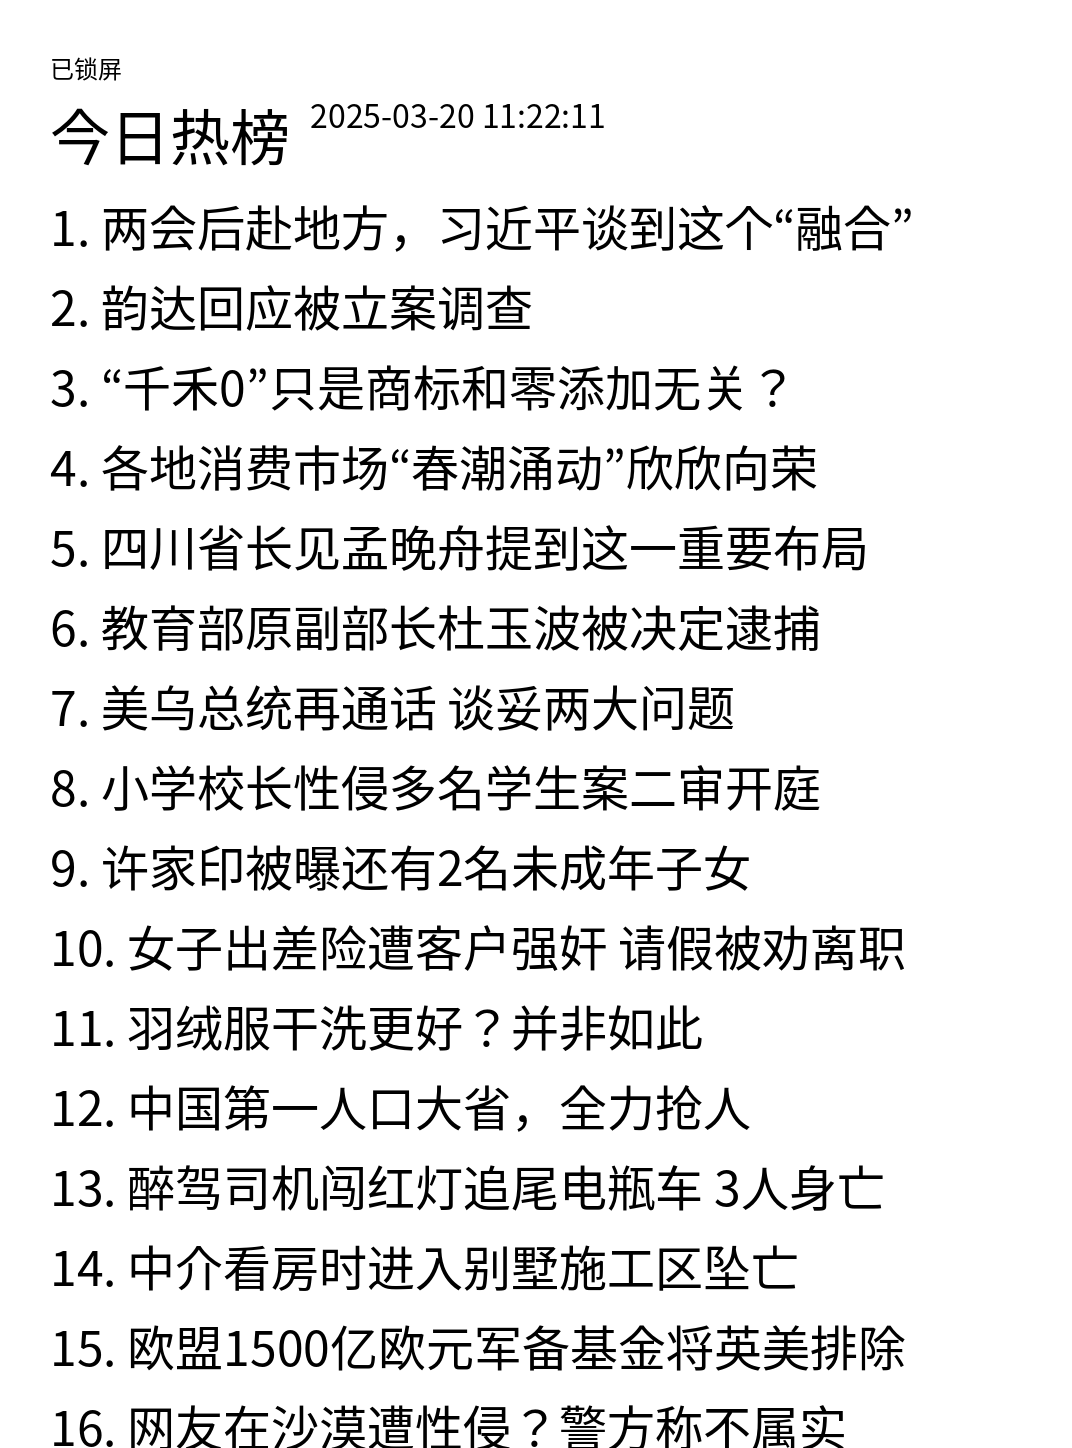 已锁屏
今日热榜 2025-03-20 11:22:11
1. 两会后赴地方，习近平谈到这个“融合”
2. 韵达回应被立案调查
3. “千禾0”只是商标和零添加无关？
4. 各地消费市场“春潮涌动”欣欣向荣
5. 四川省长见孟晚舟提到这一重要布局
6. 教育部原副部长杜玉波被决定逮捕
7. 美乌总统再通话 谈妥两大问题
8. 小学校长性侵多名学生案二审开庭
9. 许家印被曝还有2名未成年子女
10. 女子出差险遭客户强奸 请假被劝离职
11. 羽绒服干洗更好？并非如此
12. 中国第一人口大省，全力抢人
13. 醉驾司机闯红灯追尾电瓶车 3人身亡
14. 中介看房时进入别墅施工区坠亡
15. 欧盟1500亿欧元军备基金将英美排除
16. 网友在沙漠遭性侵？警方称不属实